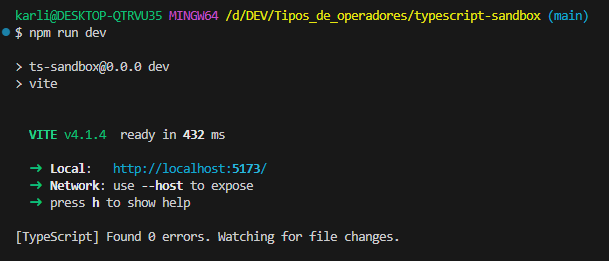 karli@DESKTOP-QTRVU35 MINGW64 /d/DEV/Tipos_de_operadores/typescript-sandbox (main)
$ npm run dev
> ts-sandbox@0.0.0 dev
> vite
VITE v4.1.4  ready in 432 ms
➜ Local:   http://localhost:5173/
➜ Network: use --host to expose
➜ press h to show help
[TypeScript] Found 0 errors. Watching for file changes.